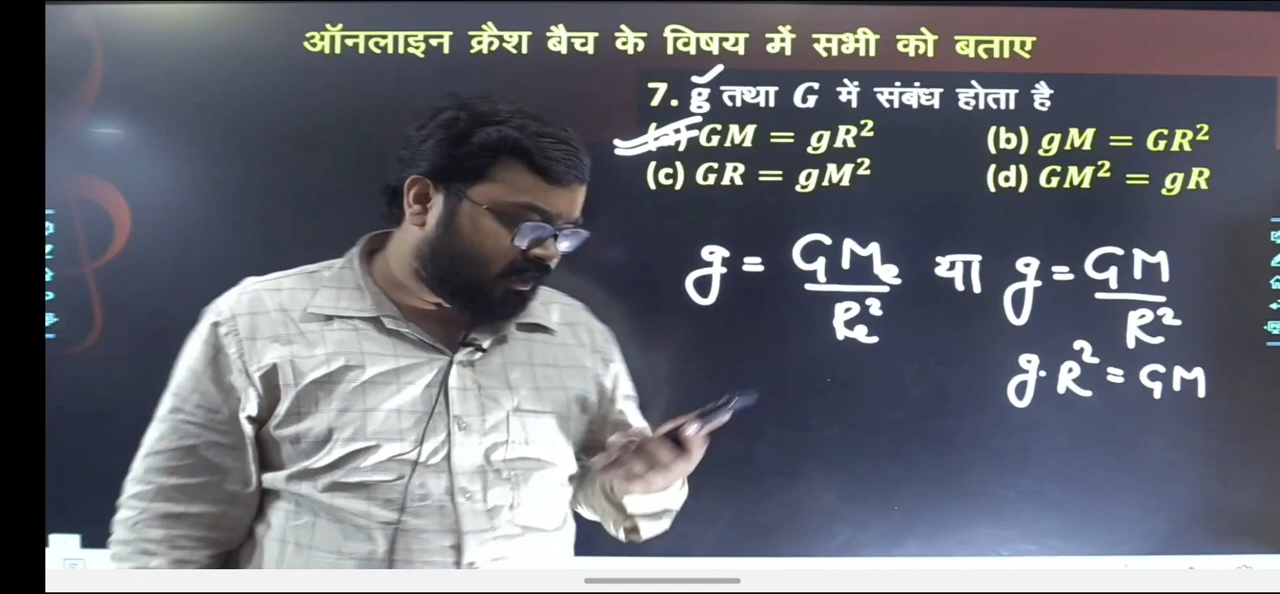 ऑनलाइन क्रैश बैच के विषय में सभी को बताए
7. g तथा G में संबंध होता है
(a) GM = gR²
(b) gM = GR²
(c) GR = gM²
(d) GM² = gR
g = GMₑ/Rₑ² या g = GM/R²
g·R² = GM